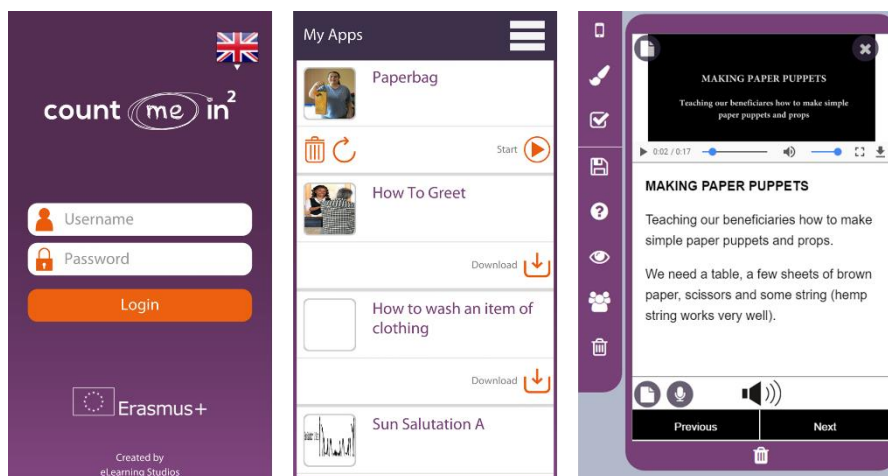 count me in²
Username
Password
Login
Erasmus+
Created by
eLearning Studios
My Apps
Paperbag
Start
How To Greet
Download
How to wash an item of
clothing
Download
Sun Salutation A
MAKING PAPER PUPPETS
Teaching our beneficiares how to make simple
paper puppets and props
0:02 / 0:17
MAKING PAPER PUPPETS
Teaching our beneficiaries how to make
simple paper puppets and props.
We need a table, a few sheets of brown
paper, scissors and some string (hemp
string works very well).
Previous
Next